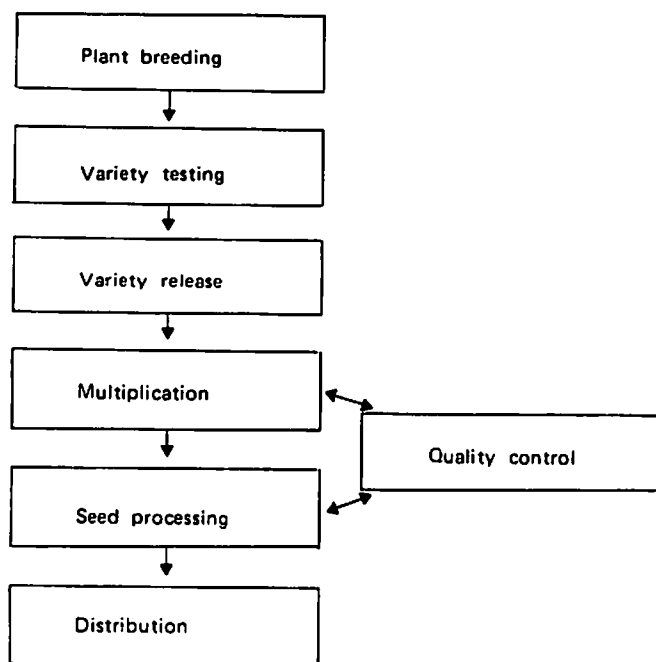 Plant breeding
Variety testing
Variety release
Multiplication
Quality control
Seed processing
Distribution